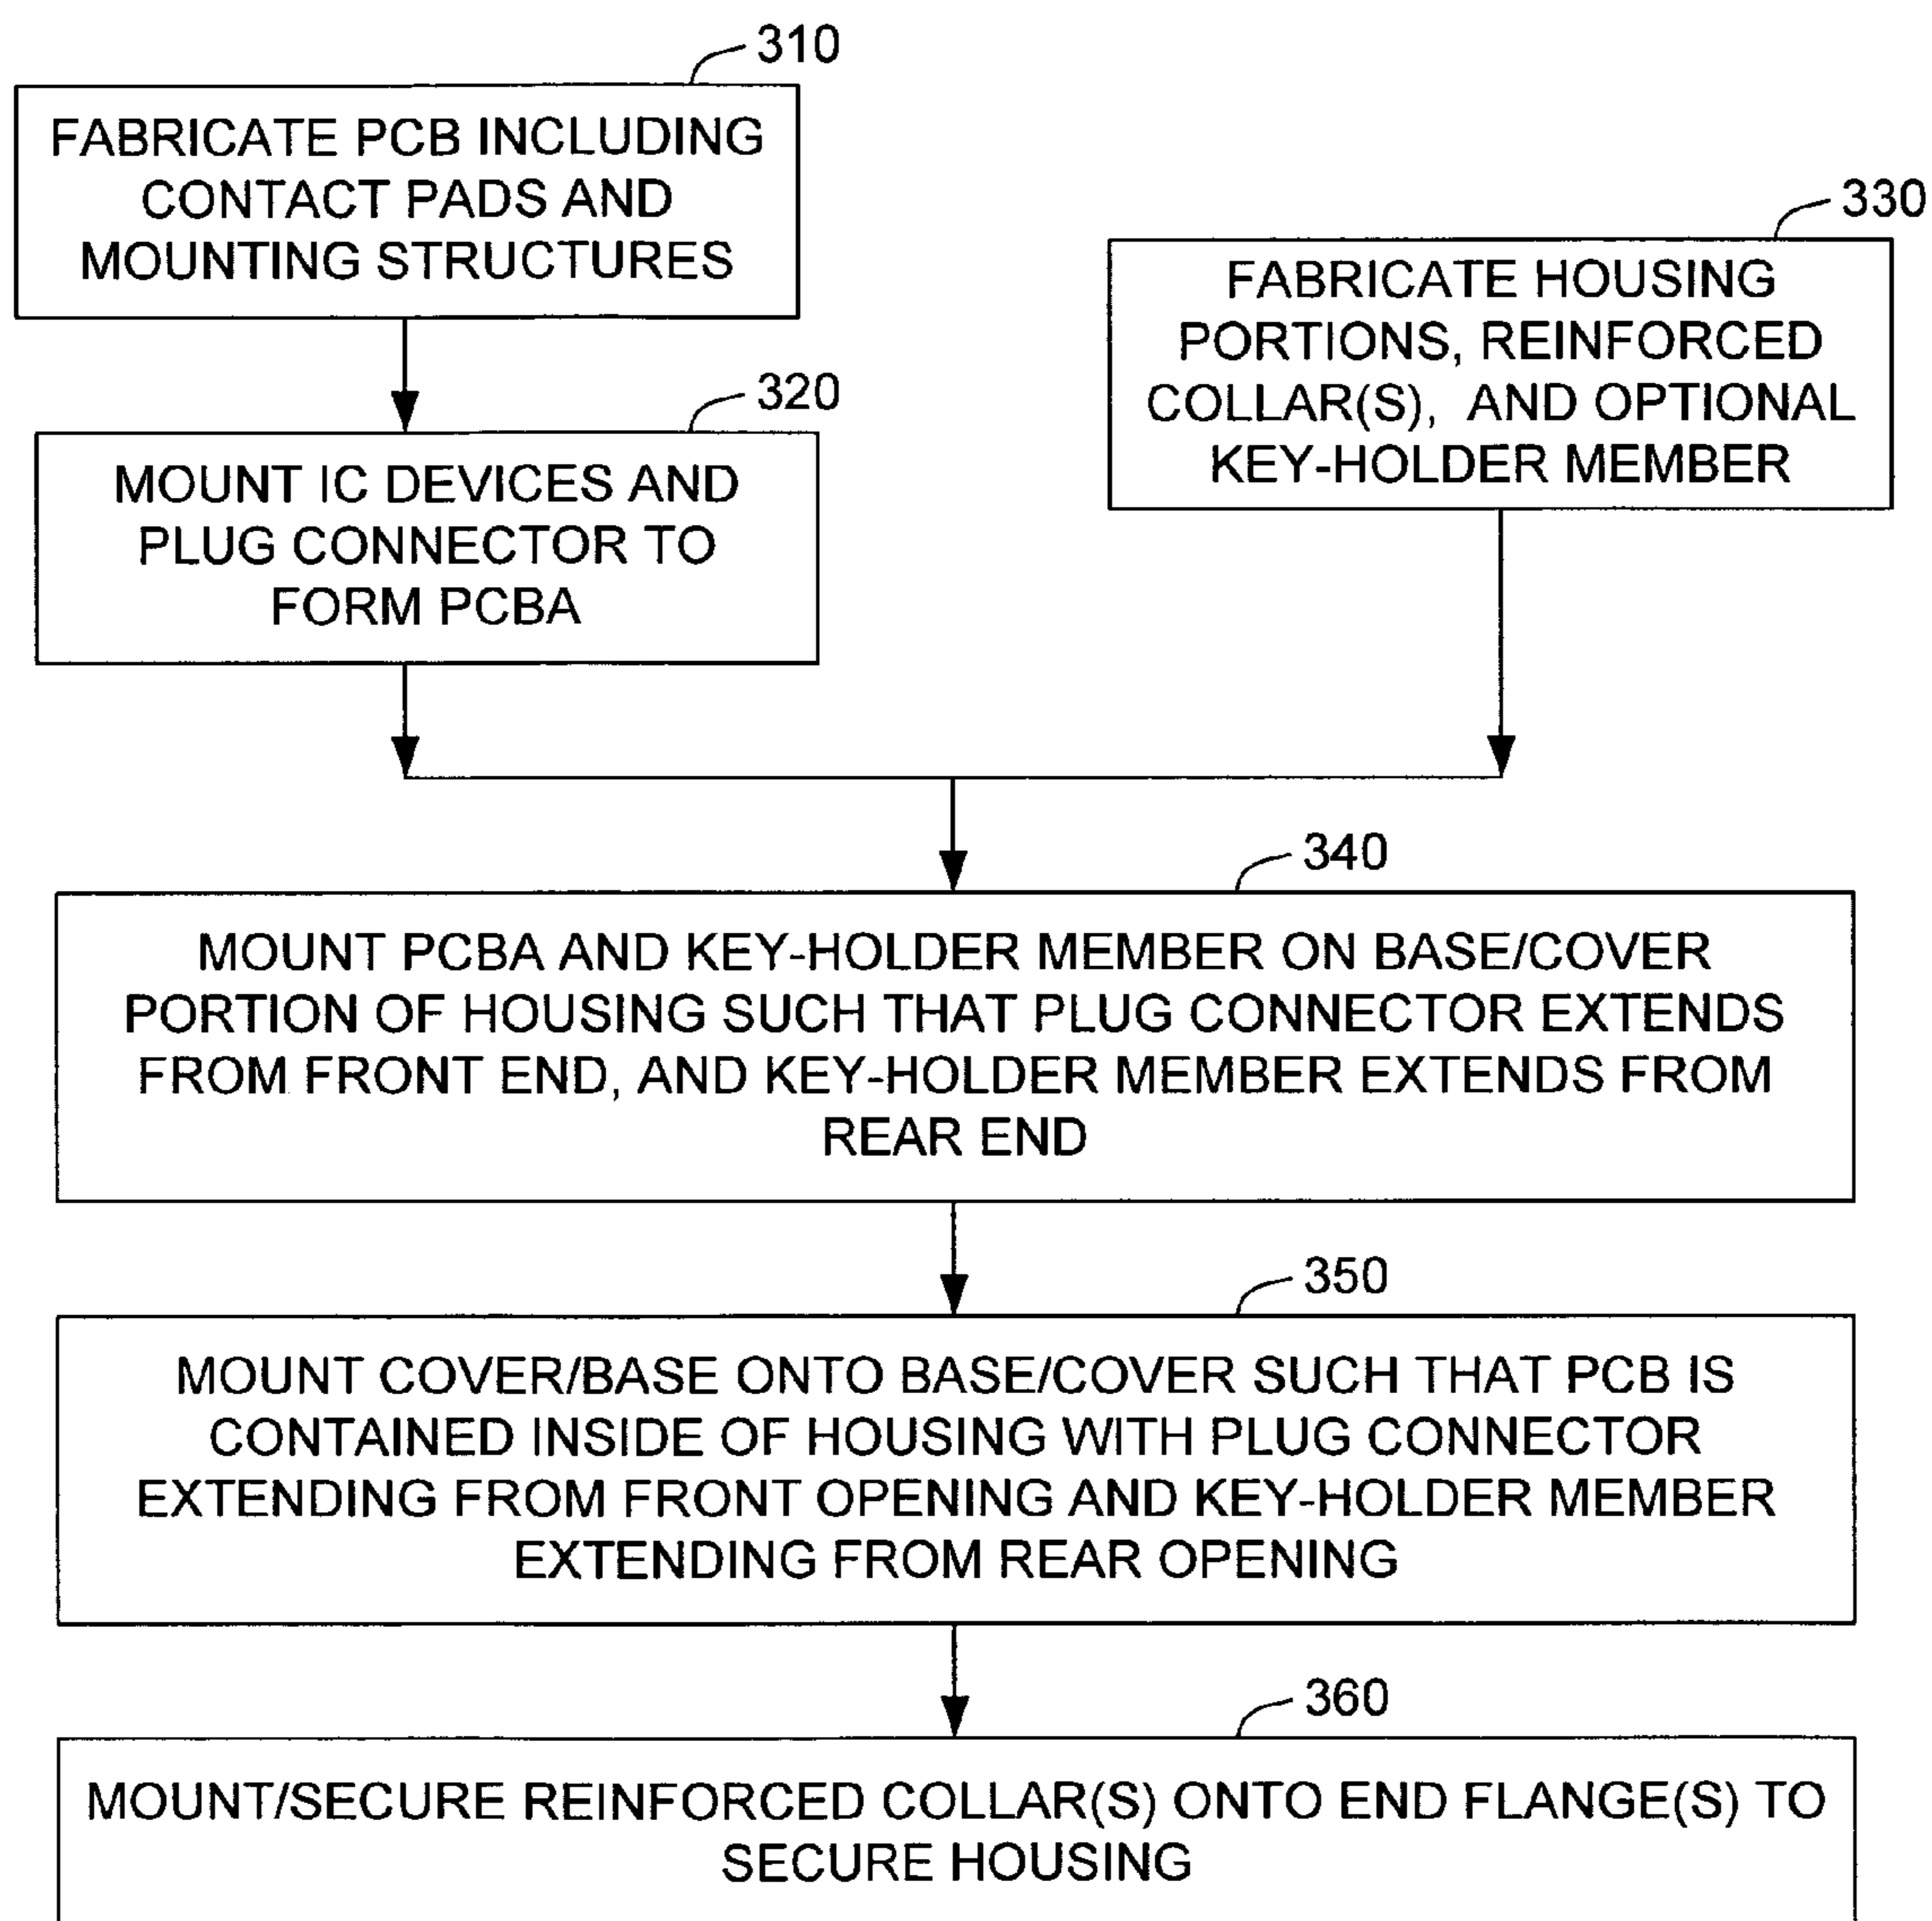 310
FABRICATE PCB INCLUDING
CONTACT PADS AND
MOUNTING STRUCTURES
330
FABRICATE HOUSING
PORTIONS, REINFORCED
COLLAR(S), AND OPTIONAL
KEY-HOLDER MEMBER
320
MOUNT IC DEVICES AND
PLUG CONNECTOR TO
FORM PCBA
340
MOUNT PCBA AND KEY-HOLDER MEMBER ON BASE/COVER
PORTION OF HOUSING SUCH THAT PLUG CONNECTOR EXTENDS
FROM FRONT END, AND KEY-HOLDER MEMBER EXTENDS FROM
REAR END
350
MOUNT COVER/BASE ONTO BASE/COVER SUCH THAT PCB IS
CONTAINED INSIDE OF HOUSING WITH PLUG CONNECTOR
EXTENDING FROM FRONT OPENING AND KEY-HOLDER MEMBER
EXTENDING FROM REAR OPENING
360
MOUNT/SECURE REINFORCED COLLAR(S) ONTO END FLANGE(S) TO
SECURE HOUSING